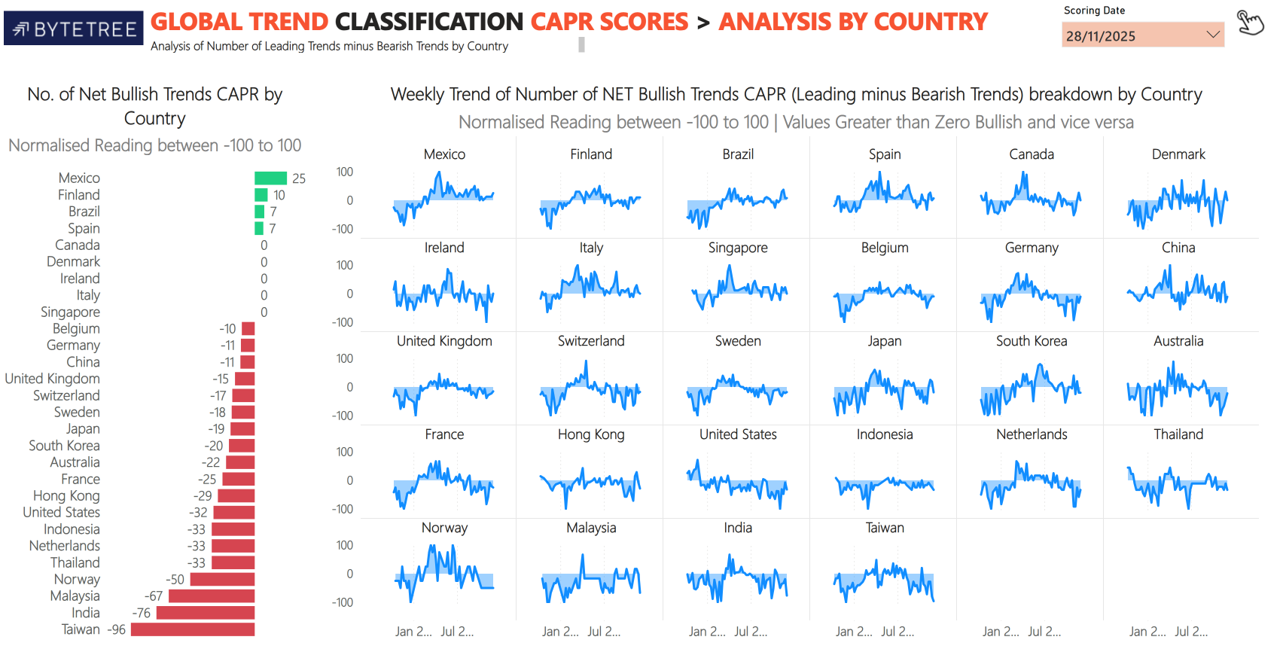 BYTETREE
GLOBAL TREND CLASSIFICATION CAPR SCORES > ANALYSIS BY COUNTRY
Analysis of Number of Leading Trends minus Bearish Trends by Country
Scoring Date
28/11/2025
No. of Net Bullish Trends CAPR by
Country
Normalised Reading between -100 to 100
Mexico 25
Finland 10
Brazil 7
Spain 7
Canada 0
Denmark 0
Ireland 0
Italy 0
Singapore 0
Belgium -10
Germany -11
China -11
United Kingdom -15
Switzerland -17
Sweden -18
Japan -19
South Korea -20
Australia -22
France -25
Hong Kong -29
United States -32
Indonesia -33
Netherlands -33
Thailand -33
Norway -50
Malaysia -67
India -76
Taiwan -96
Weekly Trend of Number of NET Bullish Trends CAPR (Leading minus Bearish Trends) breakdown by Country
Normalised Reading between -100 to 100 | Values Greater than Zero Bullish and vice versa
Mexico Finland Brazil Spain Canada Denmark
100
0
-100
Ireland Italy Singapore Belgium Germany China
100
0
-100
United Kingdom Switzerland Sweden Japan South Korea Australia
100
0
-100
France Hong Kong United States Indonesia Netherlands Thailand
100
0
-100
Norway Malaysia India Taiwan
100
0
-100
Jan 2... Jul 2... Jan 2... Jul 2... Jan 2... Jul 2... Jan 2... Jul 2... Jan 2... Jul 2... Jan 2... Jul 2...